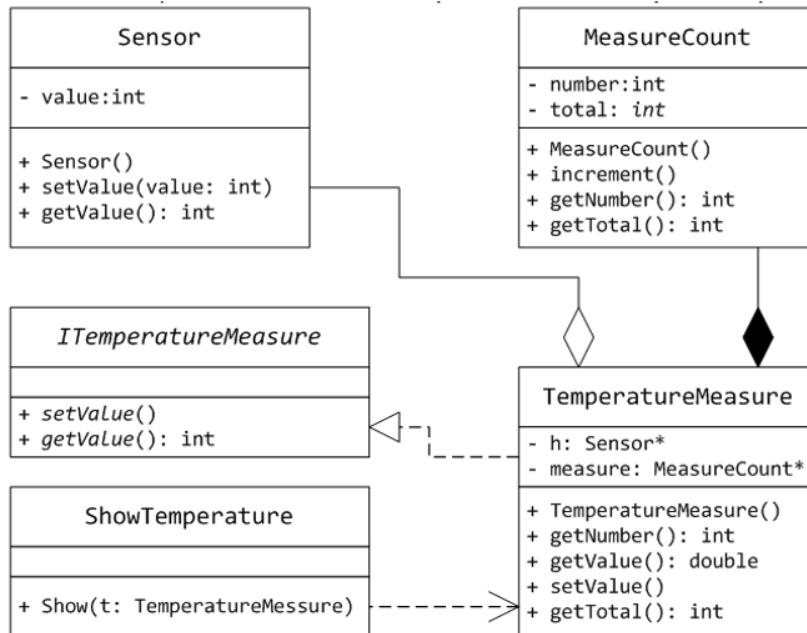 Sensor
- value:int
+ Sensor()
+ setValue(value: int)
+ getValue(): int
MeasureCount
- number:int
- total: int
+ MeasureCount()
+ increment()
+ getNumber(): int
+ getTotal(): int
ITemperatureMeasure
+ setValue()
+ getValue(): int
TemperatureMeasure
- h: Sensor*
- measure: MeasureCount*
+ TemperatureMeasure()
+ getNumber(): int
+ getValue(): double
+ setValue()
+ getTotal(): int
ShowTemperature
+ Show(t: TemperatureMessure)